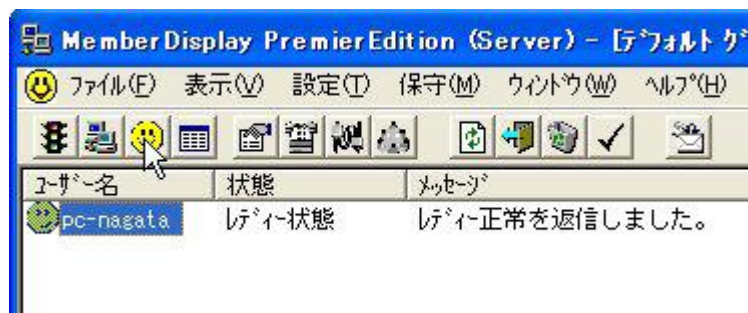 MemberDisplay PremierEdition (Server) - [ﾃﾞﾌｫﾙﾄ ｸﾞ
ﾌｧｲﾙ(F) 表示(V) 設定(T) 保守(M) ｳｨﾝﾄﾞｳ(W) ﾍﾙﾌﾟ(H)
ﾕｰｻﾞｰ名 状態 ﾒｯｾｰｼﾞ
pc-nagata ﾚﾃﾞｨｰ状態 ﾚﾃﾞｨｰ正常を返信しました。